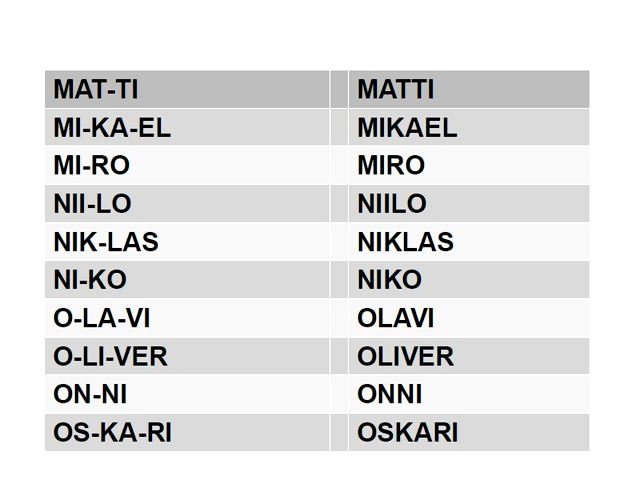 MAT-TI MATTI
MI-KA-EL MIKAEL
MI-RO MIRO
NII-LO NIILO
NIK-LAS NIKLAS
NI-KO NIKO
O-LA-VI OLAVI
O-LI-VER OLIVER
ON-NI ONNI
OS-KA-RI OSKARI